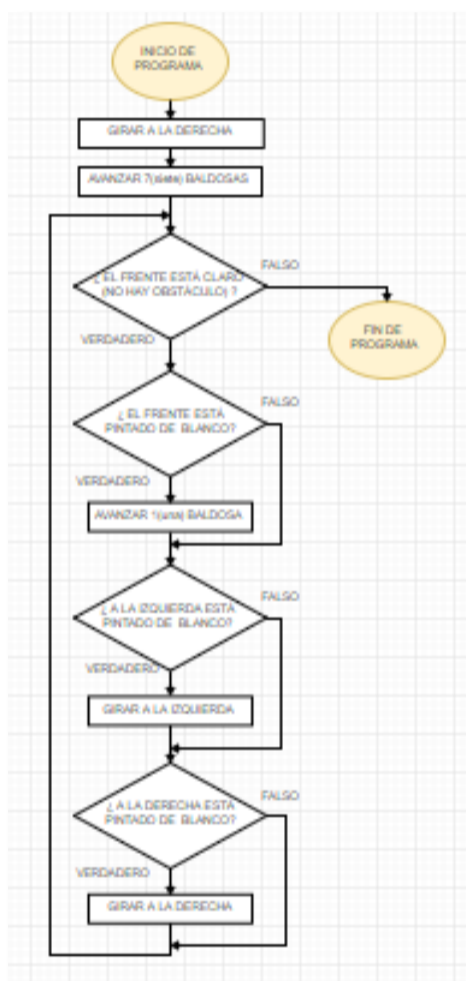 INICIO DE
PROGRAMA
GIRAR A LA DERECHA
AVANZAR 7(siete) BALDOSAS
¿ EL FRENTE ESTÁ CLARO
(NO HAY OBSTÁCULO) ?
FALSO
FIN DE
PROGRAMA
VERDADERO
¿ EL FRENTE ESTÁ
PINTADO DE BLANCO?
FALSO
VERDADERO
AVANZAR 1(una) BALDOSA
¿ A LA IZQUIERDA ESTÁ
PINTADO DE BLANCO?
FALSO
VERDADERO
GIRAR A LA IZQUIERDA
¿ A LA DERECHA ESTÁ
PINTADO DE BLANCO?
FALSO
VERDADERO
GIRAR A LA DERECHA